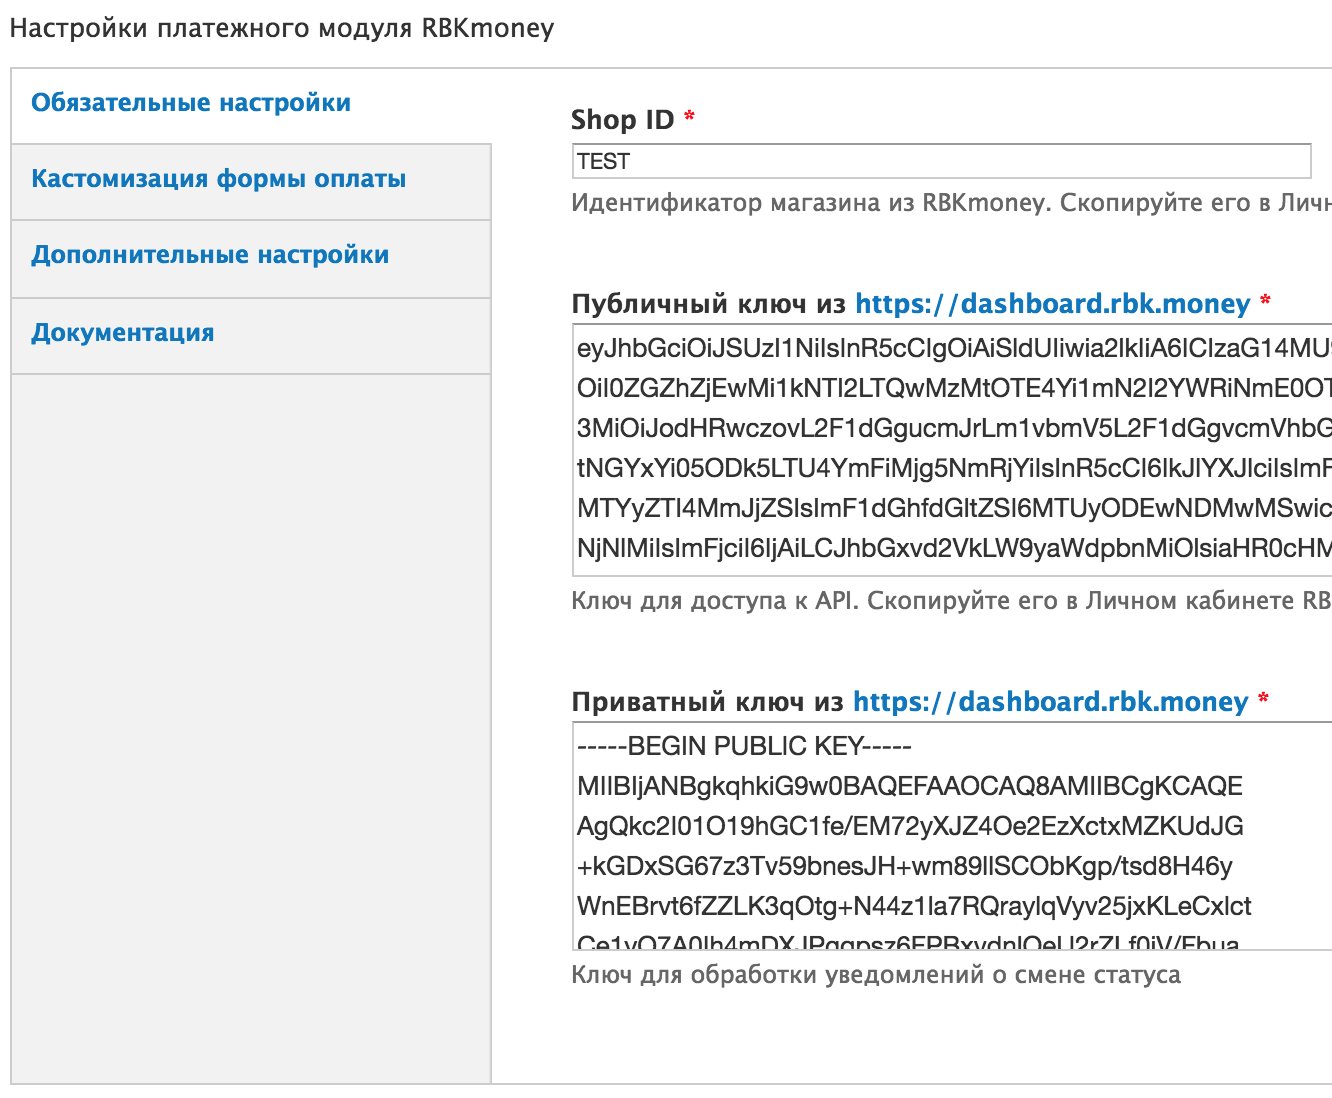 Настройки платежного модуля RBKmoney
Обязательные настройки
Кастомизация формы оплаты
Дополнительные настройки
Документация
Shop ID *
TEST
Идентификатор магазина из RBKmoney. Скопируйте его в Личн
Публичный ключ из https://dashboard.rbk.money *
eyJhbGciOiJSUzI1NiIsInR5cCIgOiAiSldUIiwia2lkIiA6ICIzaG14MU9
OiI0ZGZhZjEwMi1kNTI2LTQwMzMtOTE4Yi1mN2I2YWRiNmE0OT
3MiOiJodHRwczovL2F1dGgucmJrLm1vbmV5L2F1dGgvcmVhbG
tNGYxYi05ODk5LTU4YmFiMjg5NmRjYiIsInR5cCI6IkJlYXJlciIsImF
MTYyZTI4MmJjZSIsImF1dGhfdGltZSI6MTUyODEwNDMwMSwic
NjNlMiIsImFjciI6IjAiLCJhbGxvd2VkLW9yaWdpbnMiOlsiaHR0cHM
Ключ для доступа к API. Скопируйте его в Личном кабинете RB
Приватный ключ из https://dashboard.rbk.money *
-----BEGIN PUBLIC KEY-----
MIIBIjANBgkqhkiG9w0BAQEFAAOCAQ8AMIIBCgKCAQE
AgQkc2I01O19hGC1fe/EM72yXJZ4Oe2EzXctxMZKUdJG
+kGDxSG67z3Tv59bnesJH+wm89llSCObKgp/tsd8H46y
WnEBrvt6fZZLK3qOtg+N44z1la7RQraylqVyv25jxKLeCxlct
Ключ для обработки уведомлений о смене статуса